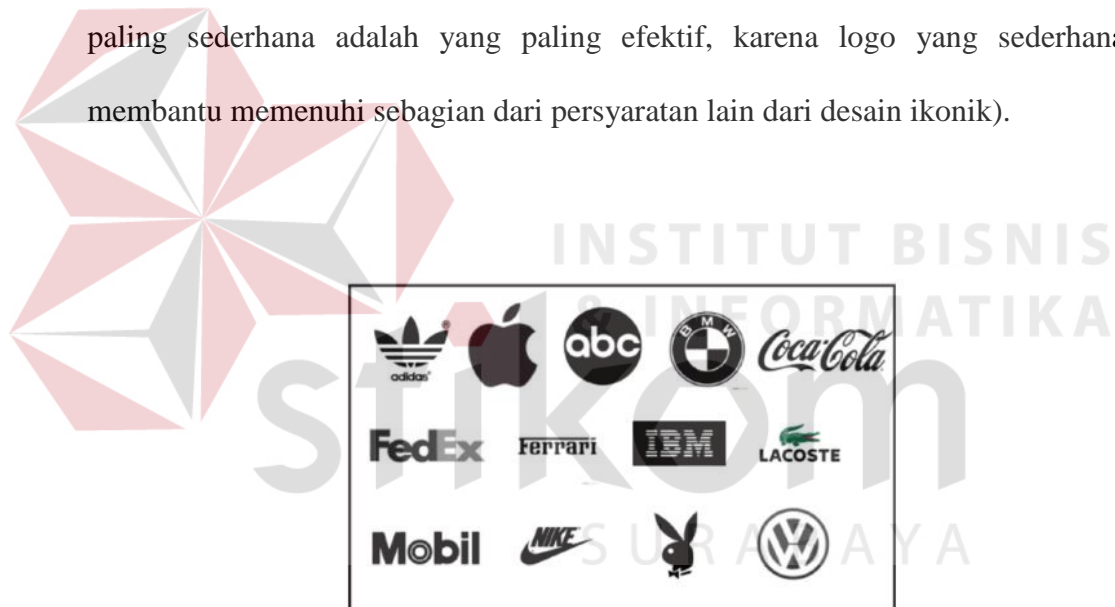 paling sederhana adalah yang paling efektif, karena logo yang sederhana
membantu memenuhi sebagian dari persyaratan lain dari desain ikonik).
INSTITUT BISNIS
& INFORMATIKA
stikom
SURABAYA
adidas
abc
BMW
Coca-Cola
FedEx
Ferrari
IBM
LACOSTE
Mobil
NIKE
VW